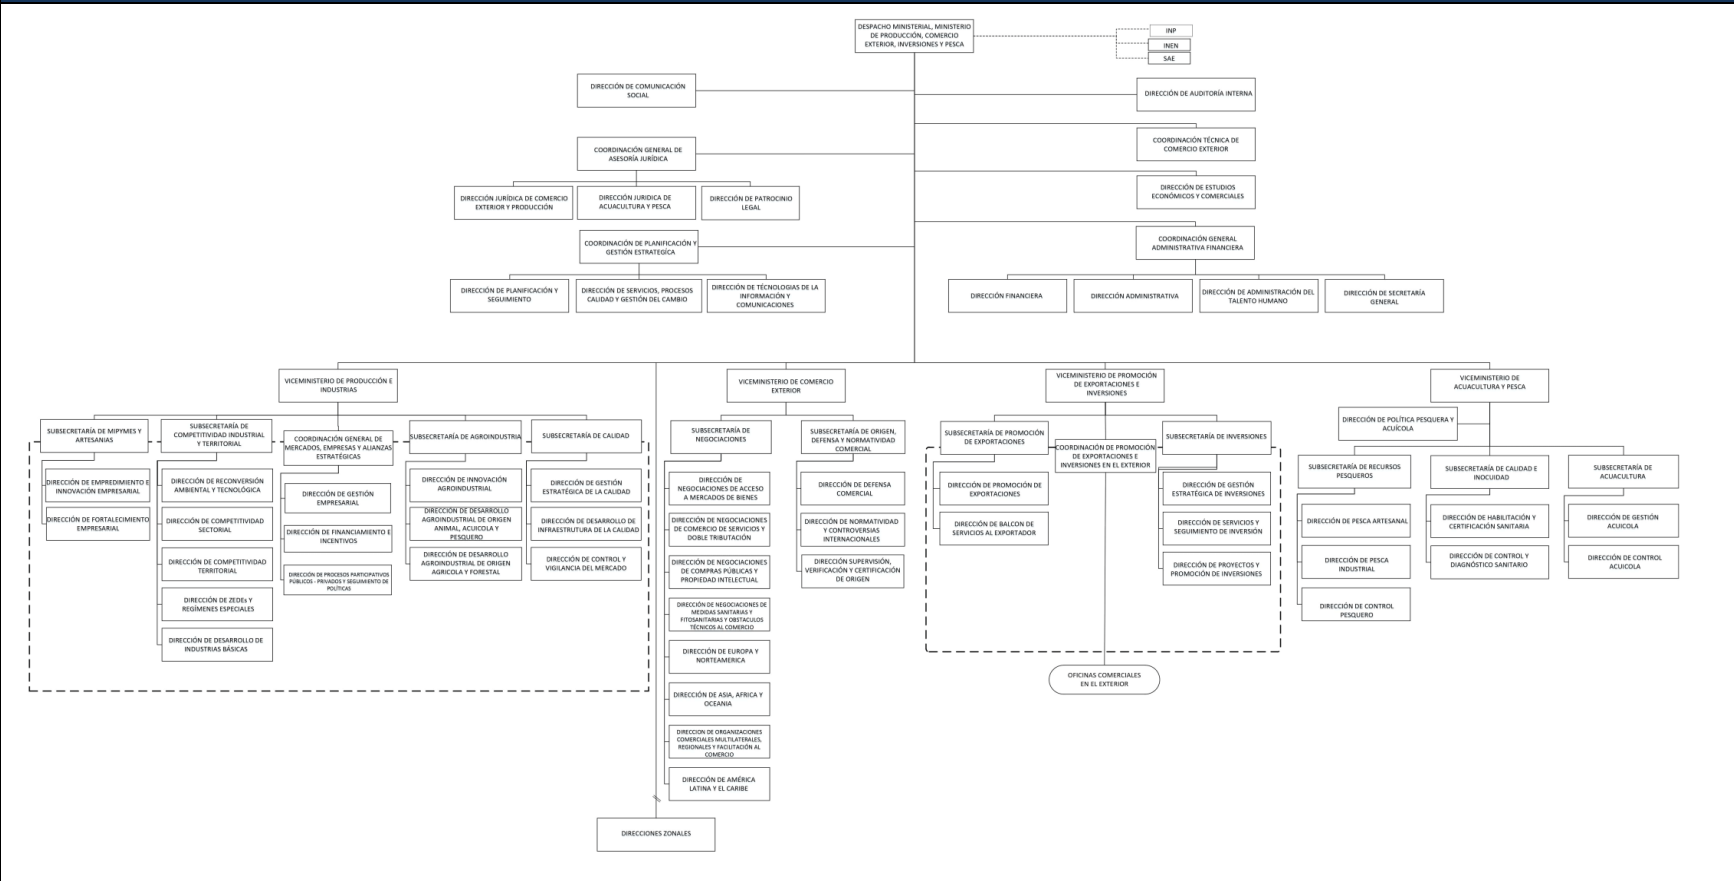 DESPACHO MINISTERIAL, MINISTERIO
DE PRODUCCIÓN, COMERCIO
EXTERIOR, INVERSIONES Y PESCA
INP
INEN
SAE
DIRECCIÓN DE COMUNICACIÓN
SOCIAL
DIRECCIÓN DE AUDITORÍA INTERNA
COORDINACIÓN TÉCNICA DE
COMERCIO EXTERIOR
COORDINACIÓN GENERAL DE
ASESORÍA JURÍDICA
DIRECCIÓN DE ESTUDIOS
ECONÓMICOS Y COMERCIALES
DIRECCIÓN JURÍDICA DE COMERCIO
EXTERIOR Y PRODUCCIÓN
DIRECCIÓN JURIDICA DE
ACUACULTURA Y PESCA
DIRECCIÓN DE PATROCINIO
LEGAL
COORDINACIÓN DE PLANIFICACIÓN Y
GESTIÓN ESTRATEGÍCA
COORDINACIÓN GENERAL
ADMINISTRATIVA FINANCIERA
DIRECCIÓN DE PLANIFICACIÓN Y
SEGUIMIENTO
DIRECCIÓN DE SERVICIOS, PROCESOS
CALIDAD Y GESTIÓN DEL CAMBIO
DIRECCIÓN DE TÉCNOLOGIAS DE LA
INFORMACIÓN Y
COMUNICACIONES
DIRECCIÓN FINANCIERA
DIRECCIÓN ADMINISTRATIVA
DIRECCIÓN DE ADMINISTRACIÓN DEL
TALENTO HUMANO
DIRECCIÓN DE SECRETARÍA
GENERAL
VICEMINISTERIO DE PRODUCCIÓN E
INDUSTRIAS
SUBSECRETARÍA DE MIPYMES Y
ARTESANIAS
DIRECCIÓN DE EMPREDIMIENTO E
INNOVACIÓN EMPRESARIAL
DIRECCIÓN DE FORTALECIMIENTO
EMPRESARIAL
SUBSECRETARÍA DE
COMPETITIVIDAD INDUSTRIAL
Y TERRITORIAL
DIRECCIÓN DE RECONVERSIÓN
AMBIENTAL Y TECNOLÓGICA
DIRECCIÓN DE COMPETITIVIDAD
SECTORIAL
DIRECCIÓN DE COMPETITIVIDAD
TERRITORIAL
DIRECCIÓN DE ZEDEs Y
REGÍMENES ESPECIALES
DIRECCIÓN DE DESARROLLO DE
INDUSTRIAS BÁSICAS
COORDINACIÓN GENERAL DE
MERCADOS, EMPRESAS Y ALIANZAS
ESTRATÉGICAS
DIRECCIÓN DE GESTIÓN
EMPRESARIAL
DIRECCIÓN DE FINANCIAMIENTO E
INCENTIVOS
DIRECCIÓN DE PROCESOS PARTICIPATIVOS
PÚBLICOS - PRIVADOS Y SEGUIMIENTO DE
POLÍTICAS
SUBSECRETARÍA DE AGROINDUSTRIA
DIRECCIÓN DE INNOVACIÓN
AGROINDUSTRIAL
DIRECCIÓN DE DESARROLLO
AGROINDUSTRIAL DE ORIGEN
ANIMAL, ACUICOLA Y
PESQUERO
DIRECCIÓN DE DESARROLLO
AGROINDUSTRIAL DE ORIGEN
AGRICOLA Y FORESTAL
SUBSECRETARÍA DE CALIDAD
DIRECCIÓN DE GESTIÓN
ESTRATÉGICA DE LA CALIDAD
DIRECCIÓN DE DESARROLLO DE
INFRAESTRUTURA DE LA CALIDAD
DIRECCIÓN DE CONTROL Y
VIGILANCIA DEL MERCADO
DIRECCIONES ZONALES
VICEMINISTERIO DE COMERCIO
EXTERIOR
SUBSECRETARÍA DE
NEGOCIACIONES
DIRECCIÓN DE
NEGOCIACIONES DE ACCESO
A MERCADOS DE BIENES
DIRECCIÓN DE NEGOCIACIONES
DE COMERCIO DE SERVICIOS Y
DOBLE TRIBUTACIÓN
DIRECCIÓN DE NEGOCIACIONES
DE COMPRAS PÚBLICAS Y
PROPIEDAD INTELECTUAL
DIRECCIÓN DE NEGOCIACIONES DE
MEDIDAS SANITARIAS Y
FITOSANITARIAS Y OBSTACULOS
TÉCNICOS AL COMERCIO
DIRECCIÓN DE EUROPA Y
NORTEAMERICA
DIRECCIÓN DE ASIA, AFRICA Y
OCEANIA
DIRECCION DE ORGANIZACIONES
COMERCIALES MULTILATERALES,
REGIONALES Y FACILITACIÓN AL
COMERCIO
DIRECCIÓN DE AMÉRICA
LATINA Y EL CARIBE
SUBSECRETARÍA DE ORIGEN,
DEFENSA Y NORMATIVIDAD
COMERCIAL
DIRECCIÓN DE DEFENSA
COMERCIAL
DIRECCIÓN DE NORMATIVIDAD
Y CONTROVERSIAS
INTERNACIONALES
DIRECCIÓN SUPERVISIÓN,
VERIFICACIÓN Y CERTIFICACIÓN
DE ORIGEN
VICEMINISTERIO DE PROMOCIÓN
DE EXPORTACIONES E
INVERSIONES
SUBSECRETARÍA DE PROMOCIÓN
DE EXPORTACIONES
DIRECCIÓN DE PROMOCIÓN DE
EXPORTACIONES
DIRECCIÓN DE BALCON DE
SERVICIOS AL EXPORTADOR
COORDINACIÓN DE PROMOCIÓN
DE EXPORTACIONES E
INVERSIONES EN EL EXTERIOR
OFICINAS COMERCIALES
EN EL EXTERIOR
SUBSECRETARÍA DE INVERSIONES
DIRECCIÓN DE GESTIÓN
ESTRATÉGICA DE INVERSIONES
DIRECCIÓN DE SERVICIOS Y
SEGUIMIENTO DE INVERSIÓN
DIRECCIÓN DE PROYECTOS Y
PROMOCIÓN DE INVERSIONES
VICEMINISTERIO DE
ACUACULTURA Y PESCA
DIRECCIÓN DE POLÍTICA PESQUERA Y
ACUÍCOLA
SUBSECRETARÍA DE RECURSOS
PESQUEROS
DIRECCIÓN DE PESCA ARTESANAL
DIRECCIÓN DE PESCA
INDUSTRIAL
DIRECCIÓN DE CONTROL
PESQUERO
SUBSECRETARÍA DE CALIDAD E
INOCUIDAD
DIRECCIÓN DE HABILITACIÓN Y
CERTIFICACIÓN SANITARIA
DIRECCIÓN DE CONTROL Y
DIAGNÓSTICO SANITARIO
SUBSECRETARÍA DE
ACUACULTURA
DIRECCIÓN DE GESTIÓN
ACUICOLA
DIRECCIÓN DE CONTROL
ACUICOLA